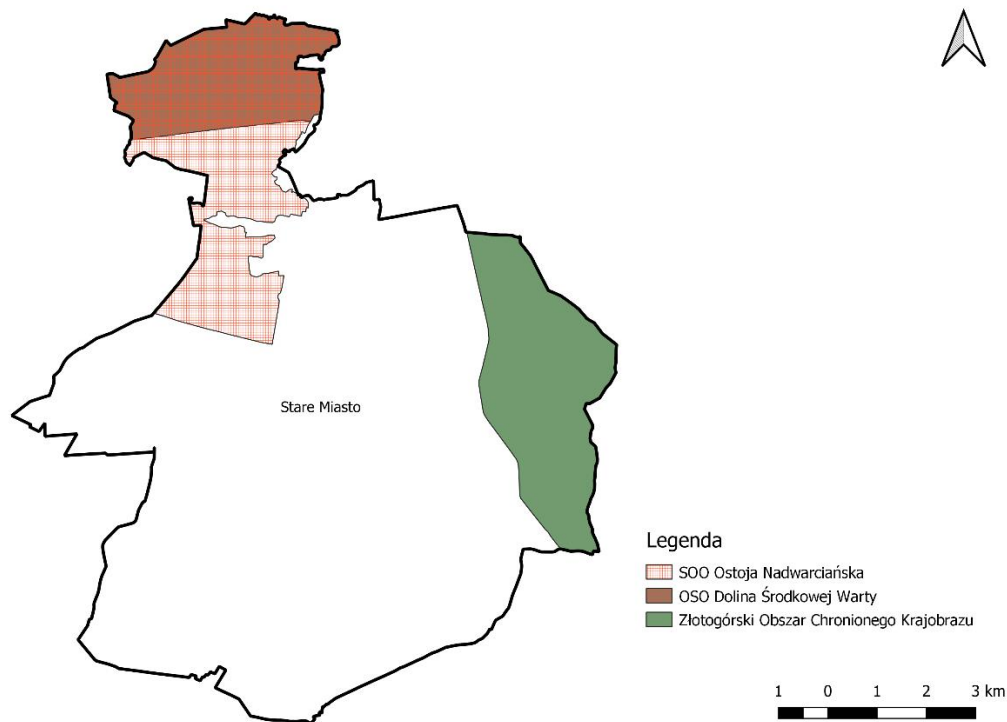 Stare Miasto
Legenda
SOO Ostoja Nadwarciańska
OSO Dolina Środkowej Warty
Złotogórski Obszar Chronionego Krajobrazu
1 0 1 2 3 km